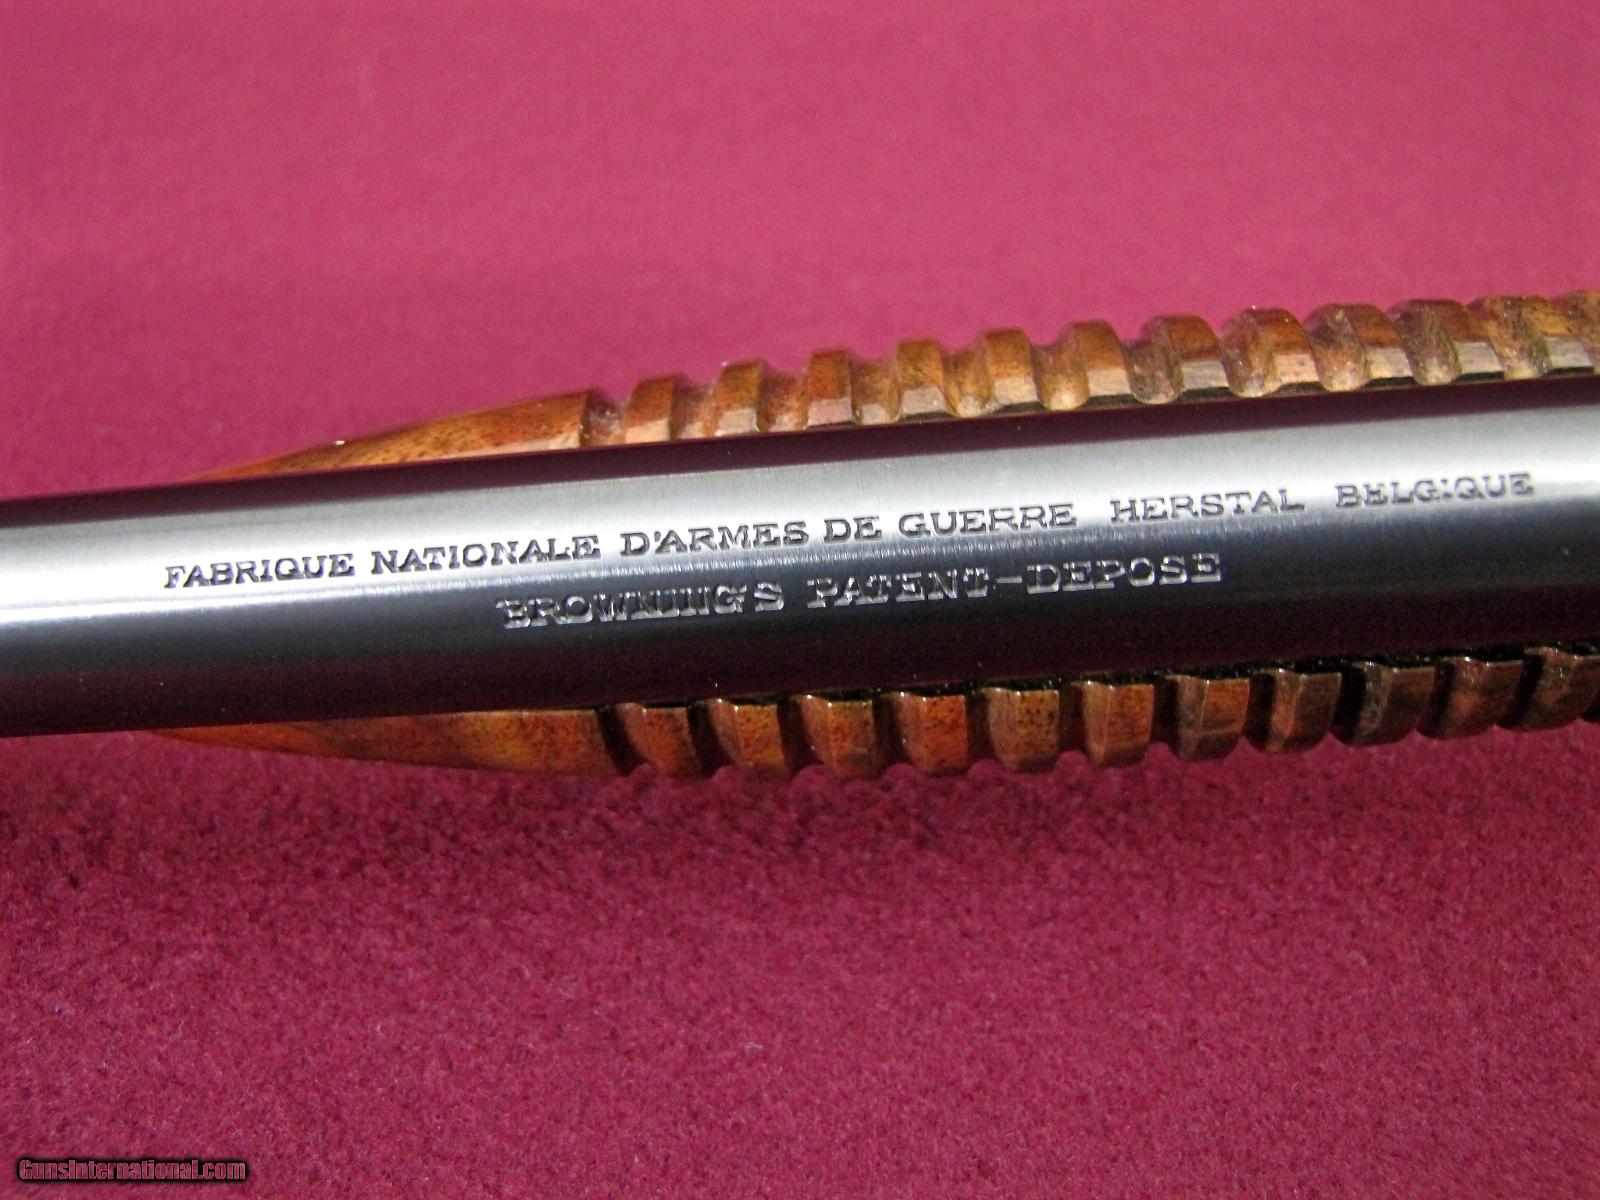 FABRIQUE NATIONALE D'ARMES DE GUERRE HERSTAL BELGIQUE
BROWNING'S PATENT-DEPOSE
GunsInternational.com